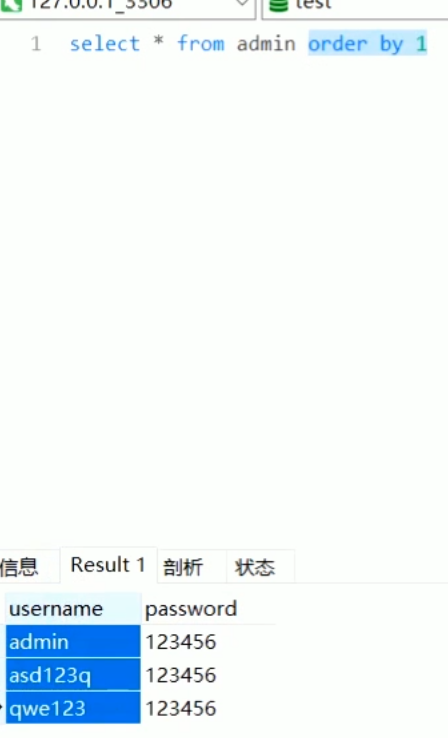 127.0.0.1_3306 test
1 select * from admin order by 1
信息 Result 1 剖析 状态
username password
admin 123456
asd123q 123456
qwe123 123456